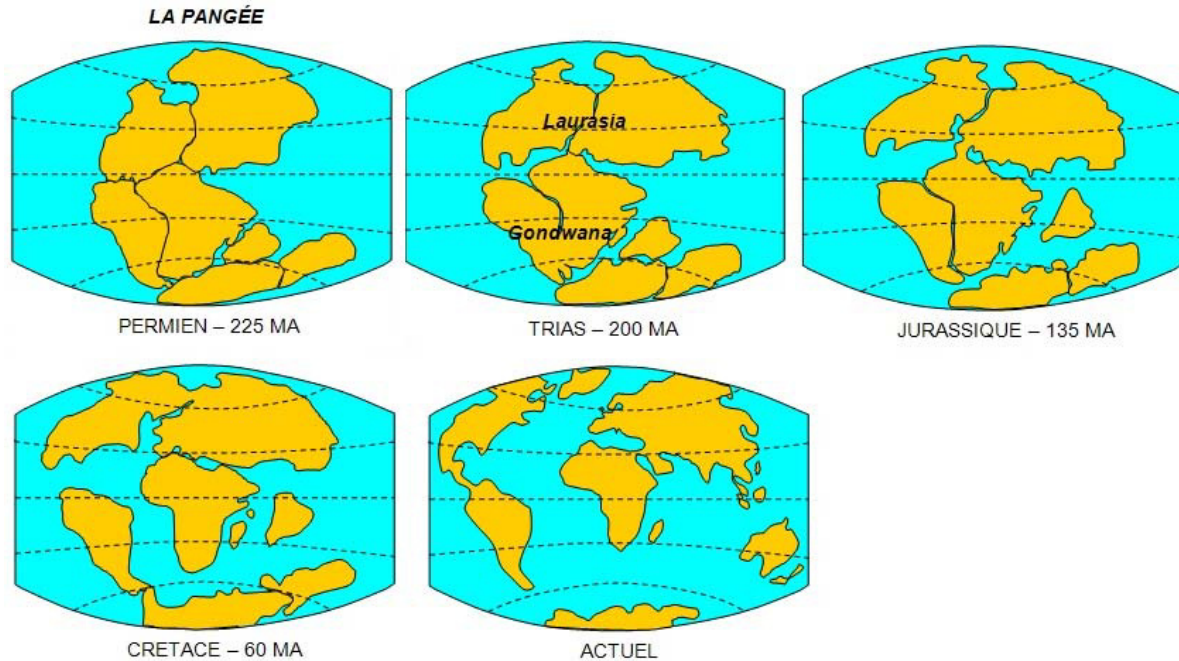 LA PANGÉE
Laurasia
Gondwana
PERMIEN – 225 MA
TRIAS – 200 MA
JURASSIQUE – 135 MA
CRETACE – 60 MA
ACTUEL